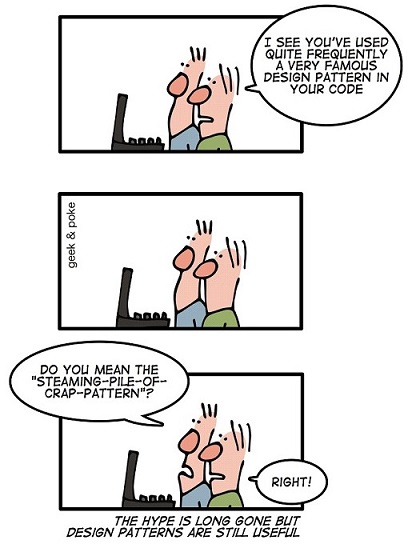 I SEE YOU'VE USED
QUITE FREQUENTLY
A VERY FAMOUS
DESIGN PATTERN IN
YOUR CODE
geek & poke
DO YOU MEAN THE
"STEAMING-PILE-OF-
CRAP-PATTERN"?
RIGHT!
THE HYPE IS LONG GONE BUT
DESIGN PATTERNS ARE STILL USEFUL